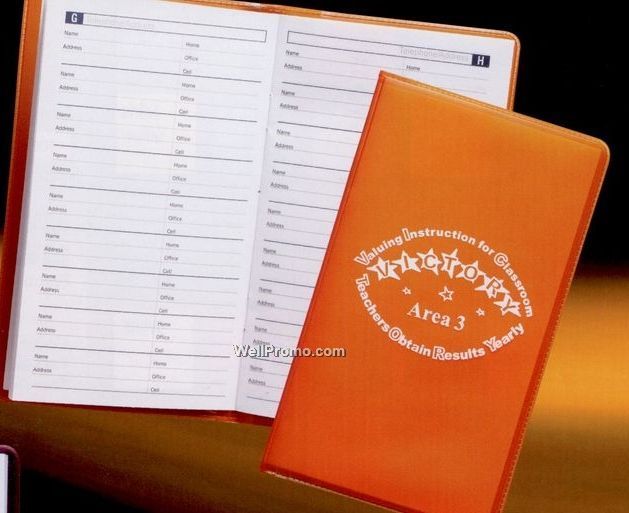 G Telephone/Address
Name Home
Address Office
Cell
Name Home
Address Office
Cell
Name Home
Address Office
Cell
Name Home
Address Office
Cell
Name Home
Address Office
Cell
Name Home
Address Office
Cell
Name Home
Address Office
Cell
Name Home
Address Office
Cell
Name Home
Address Office
Cell
Telephone/Address H
Name Home
Address
Name
Address
Name
Address
Name
Address
Name
Address
Name
Address
Name
Address
Name
Address
Name
Address
Valuing Instruction for Classroom
VICTORY
Area 3
Teachers Obtain Results Yearly
WellPromo.com